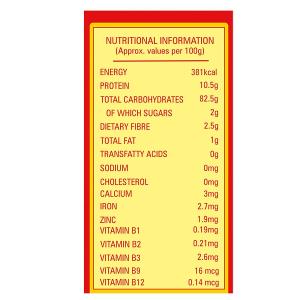 NUTRITIONAL INFORMATION
(Approx. values per 100g)
ENERGY 381kcal
PROTEIN 10.5g
TOTAL CARBOHYDRATES 82.5g
OF WHICH SUGARS 2g
DIETARY FIBRE 2.5g
TOTAL FAT 1g
TRANSFATTY ACIDS 0g
SODIUM 0mg
CHOLESTEROL 0mg
CALCIUM 3mg
IRON 2.7mg
ZINC 1.9mg
VITAMIN B1 0.19mg
VITAMIN B2 0.21mg
VITAMIN B3 2.6mg
VITAMIN B9 16 mcg
VITAMIN B12 0.14 mcg